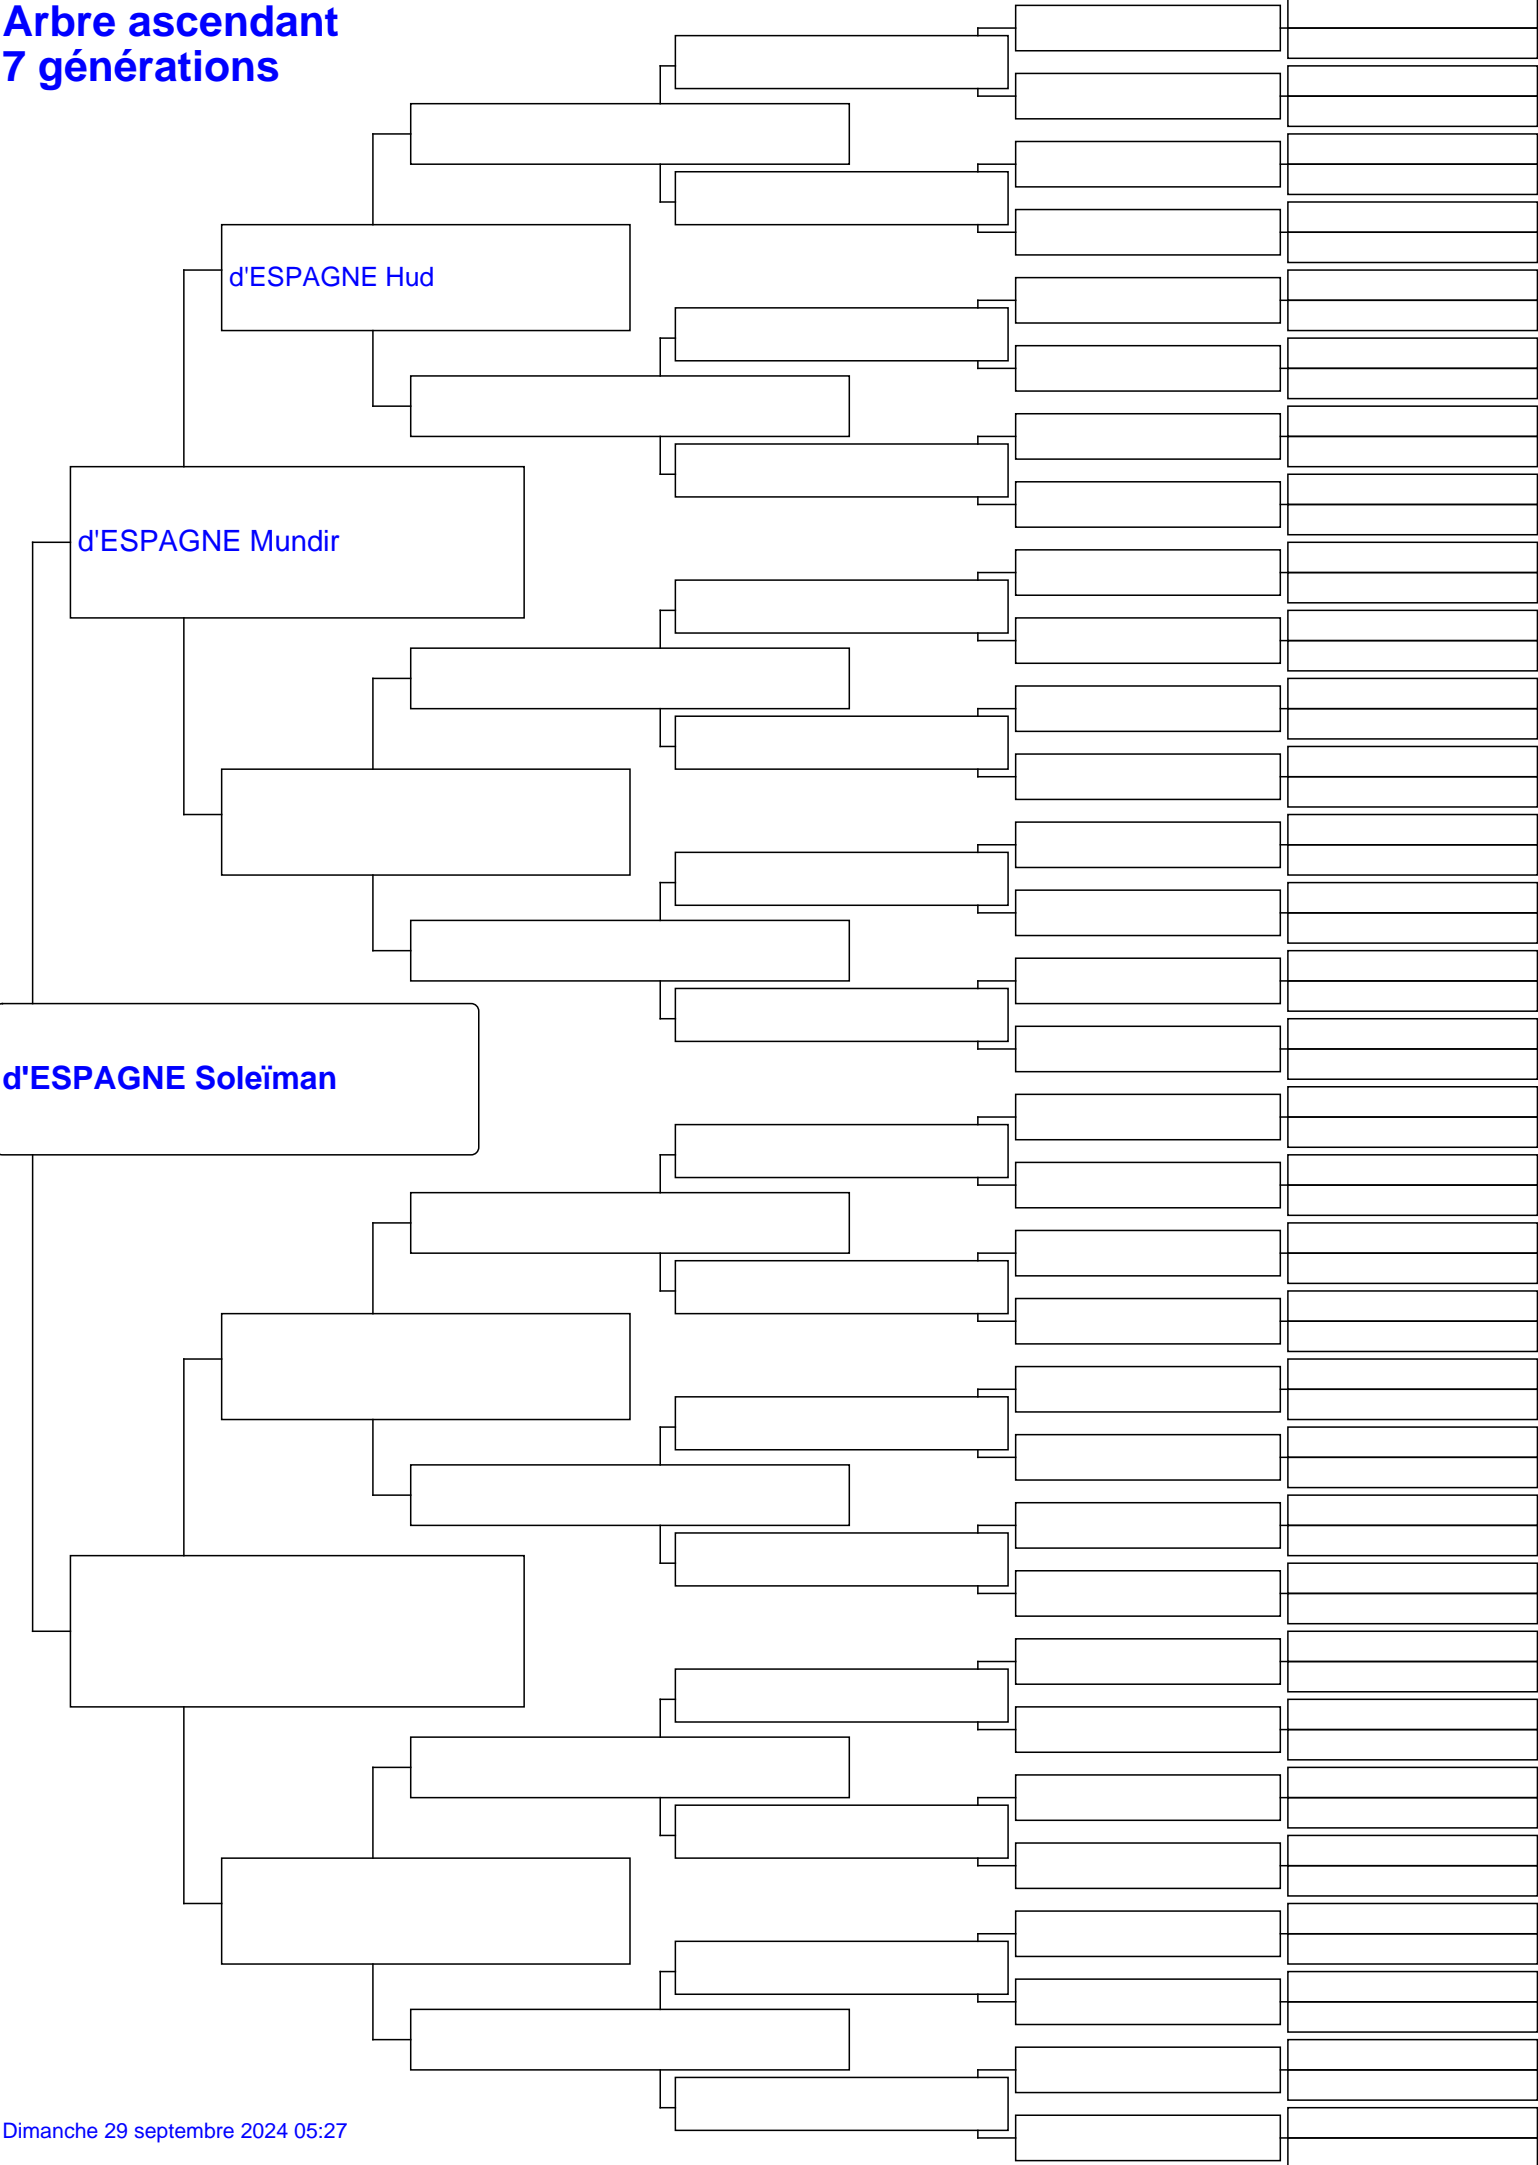 Arbre ascendant
7 générations
d'ESPAGNE Hud
d'ESPAGNE Mundir
d'ESPAGNE Soleïman
Dimanche 29 septembre 2024 05:27